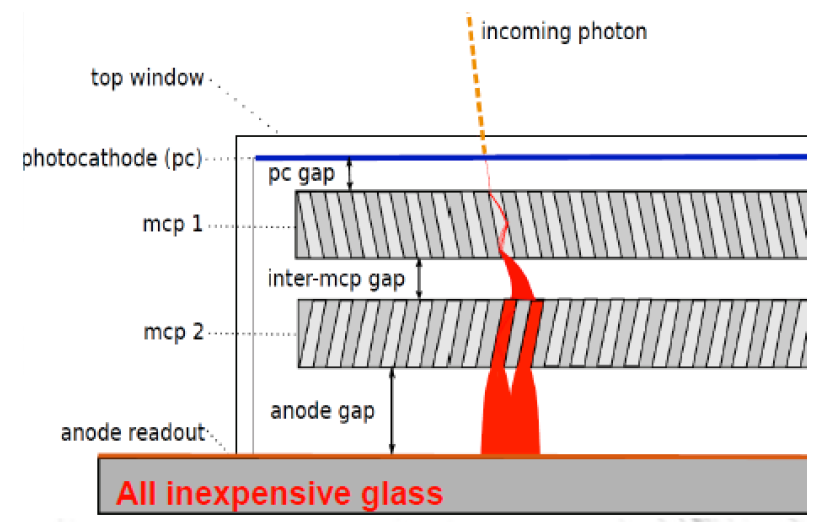 incoming photon
top window
photocathode (pc)
pc gap
mcp 1
inter-mcp gap
mcp 2
anode gap
anode readout
All inexpensive glass